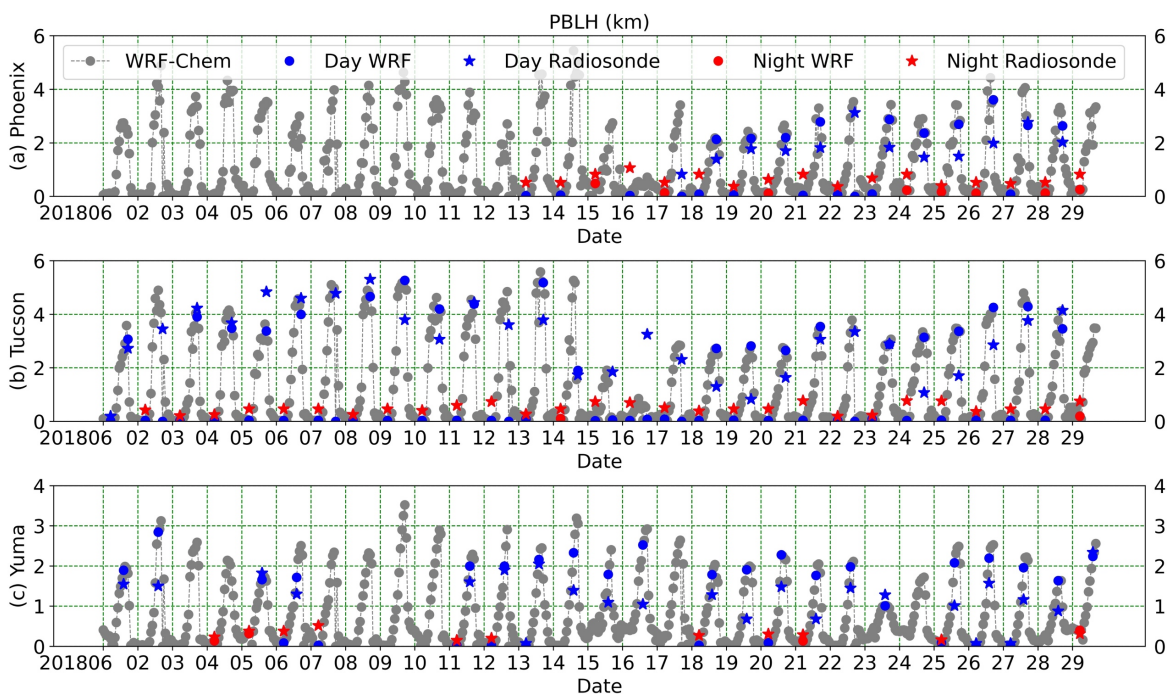 PBLH (km)
6 6
WRF-Chem Day WRF Day Radiosonde Night WRF Night Radiosonde
4 4
(a) Phoenix
2 2
0 0
201806 02 03 04 05 06 07 08 09 10 11 12 13 14 15 16 17 18 19 20 21 22 23 24 25 26 27 28 29
Date
6 6
4 4
(b) Tucson
2 2
0 0
201806 02 03 04 05 06 07 08 09 10 11 12 13 14 15 16 17 18 19 20 21 22 23 24 25 26 27 28 29
Date
4 4
3 3
(c) Yuma
2 2
1 1
0 0
201806 02 03 04 05 06 07 08 09 10 11 12 13 14 15 16 17 18 19 20 21 22 23 24 25 26 27 28 29
Date